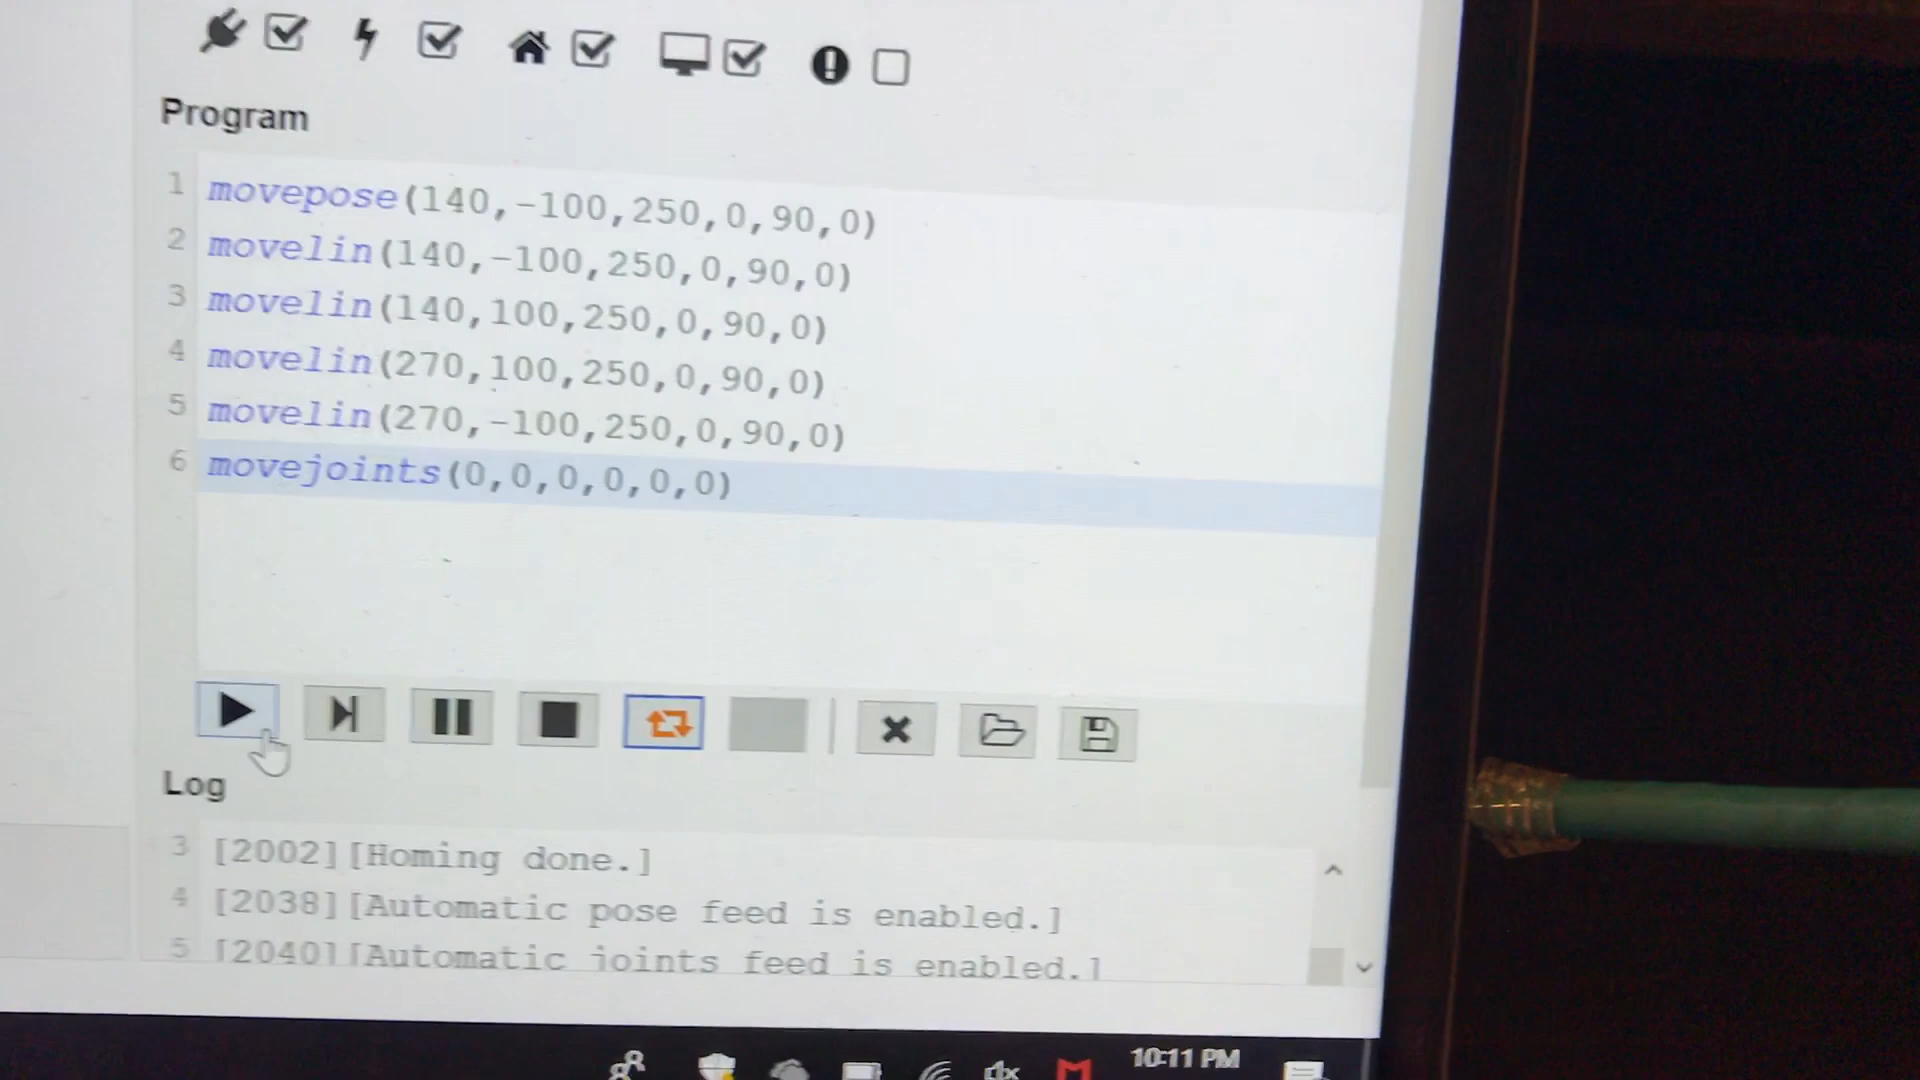 Program
1 movepose(140,-100,250,0,90,0)
2 movelin(140,-100,250,0,90,0)
3 movelin(140,100,250,0,90,0)
4 movelin(270,100,250,0,90,0)
5 movelin(270,-100,250,0,90,0)
6 movejoints(0,0,0,0,0,0)
Log
3 [2002][Homing done.]
4 [2038][Automatic pose feed is enabled.]
5 [2040][Automatic joints feed is enabled.]
10:11 PM